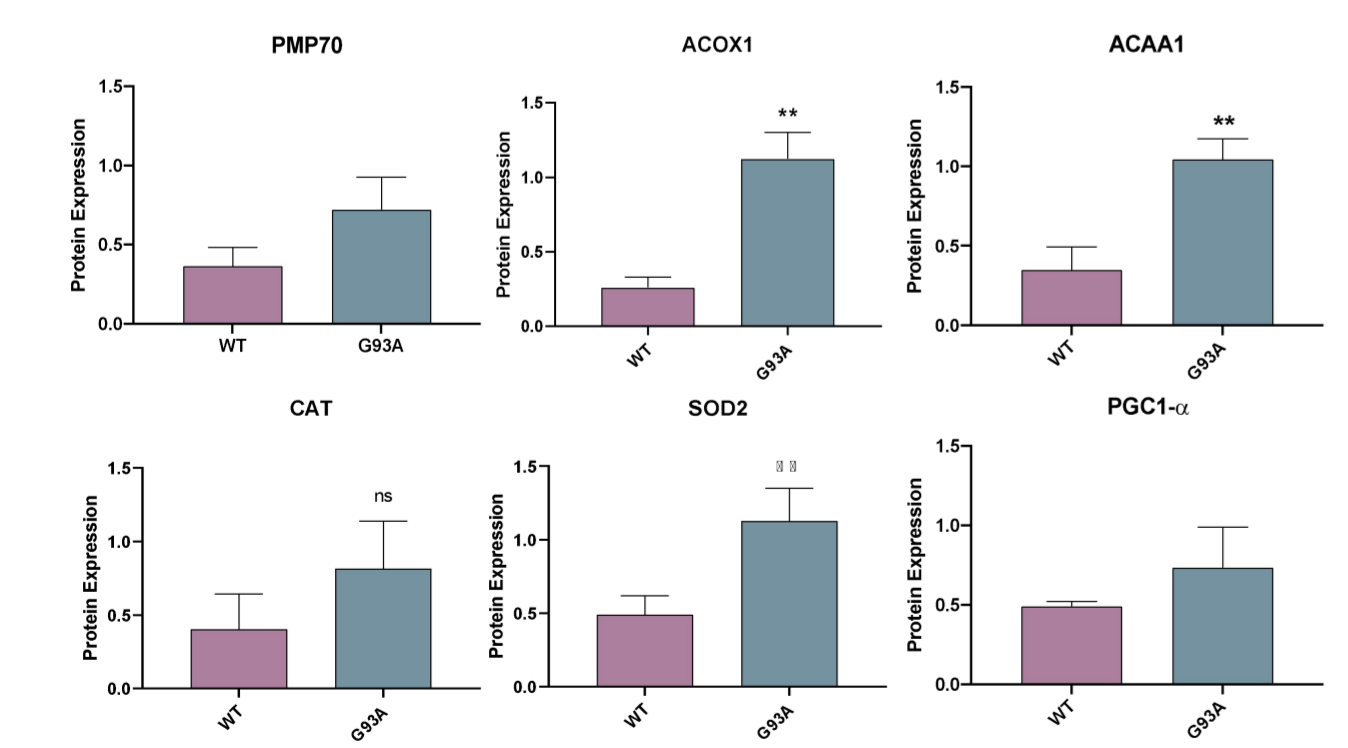 PMP70
1.5
1.0
0.5
0.0
Protein Expression
WT
G93A
ACOX1
**
1.5
1.0
0.5
0.0
Protein Expression
WT
G93A
ACAA1
**
1.5
1.0
0.5
0.0
Protein Expression
WT
G93A
CAT
ns
1.5
1.0
0.5
0.0
Protein Expression
WT
G93A
SOD2
1.5
1.0
0.5
0.0
Protein Expression
WT
G93A
PGC1-α
1.5
1.0
0.5
0.0
Protein Expression
WT
G93A